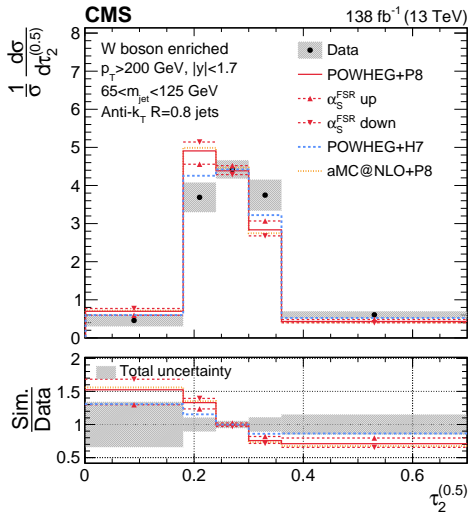 CMS 138 fb⁻¹ (13 TeV)
1/σ dσ/dτ₂^(0.5)
W boson enriched
p_T>200 GeV, |y|<1.7
65<m_jet<125 GeV
Anti-k_T R=0.8 jets
Data
POWHEG+P8
α_S^FSR up
α_S^FSR down
POWHEG+H7
aMC@NLO+P8
8
7
6
5
4
3
2
1
0
Sim./Data
Total uncertainty
2
1.5
1
0.5
0 0.2 0.4 0.6
τ₂^(0.5)